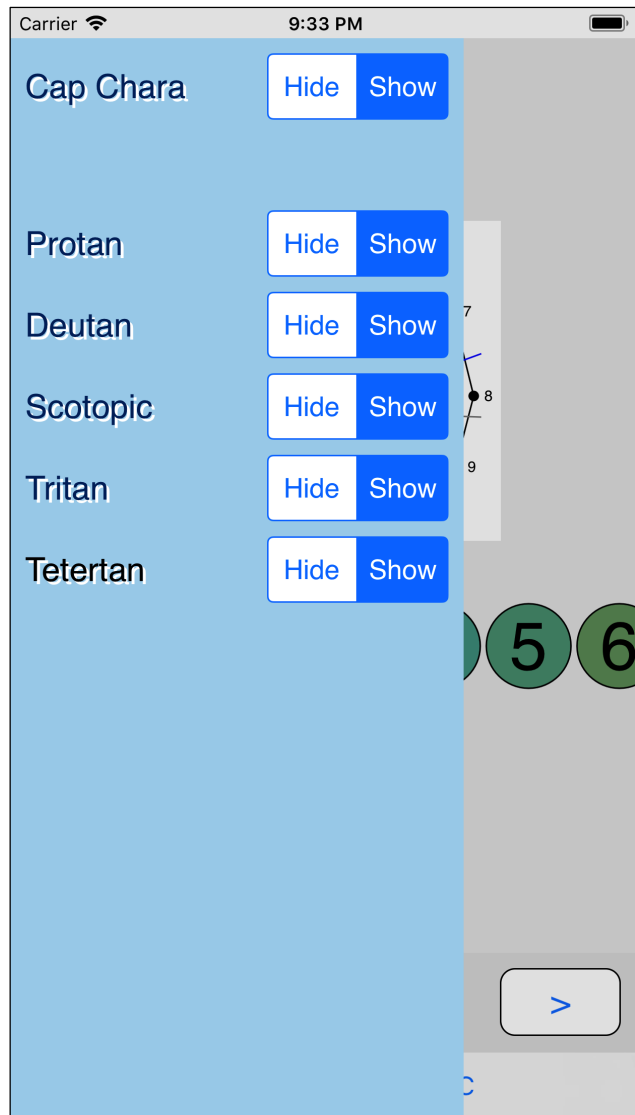 Carrier 9:33 PM
Cap Chara Hide Show
Protan Hide Show
7
Deutan Hide Show
8
Scotopic Hide Show
9
Tritan Hide Show
Tetertan Hide Show
5 6
>
C